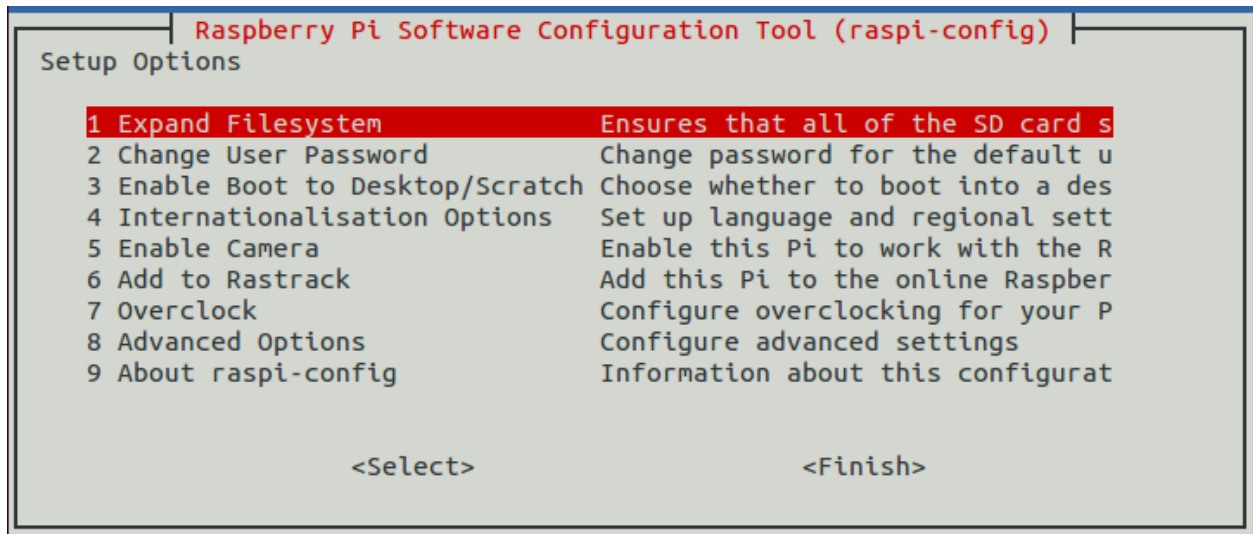 Raspberry Pi Software Configuration Tool (raspi-config)
Setup Options
1 Expand Filesystem Ensures that all of the SD card s
2 Change User Password Change password for the default u
3 Enable Boot to Desktop/Scratch Choose whether to boot into a des
4 Internationalisation Options Set up language and regional sett
5 Enable Camera Enable this Pi to work with the R
6 Add to Rastrack Add this Pi to the online Raspber
7 Overclock Configure overclocking for your P
8 Advanced Options Configure advanced settings
9 About raspi-config Information about this configurat
<Select> <Finish>